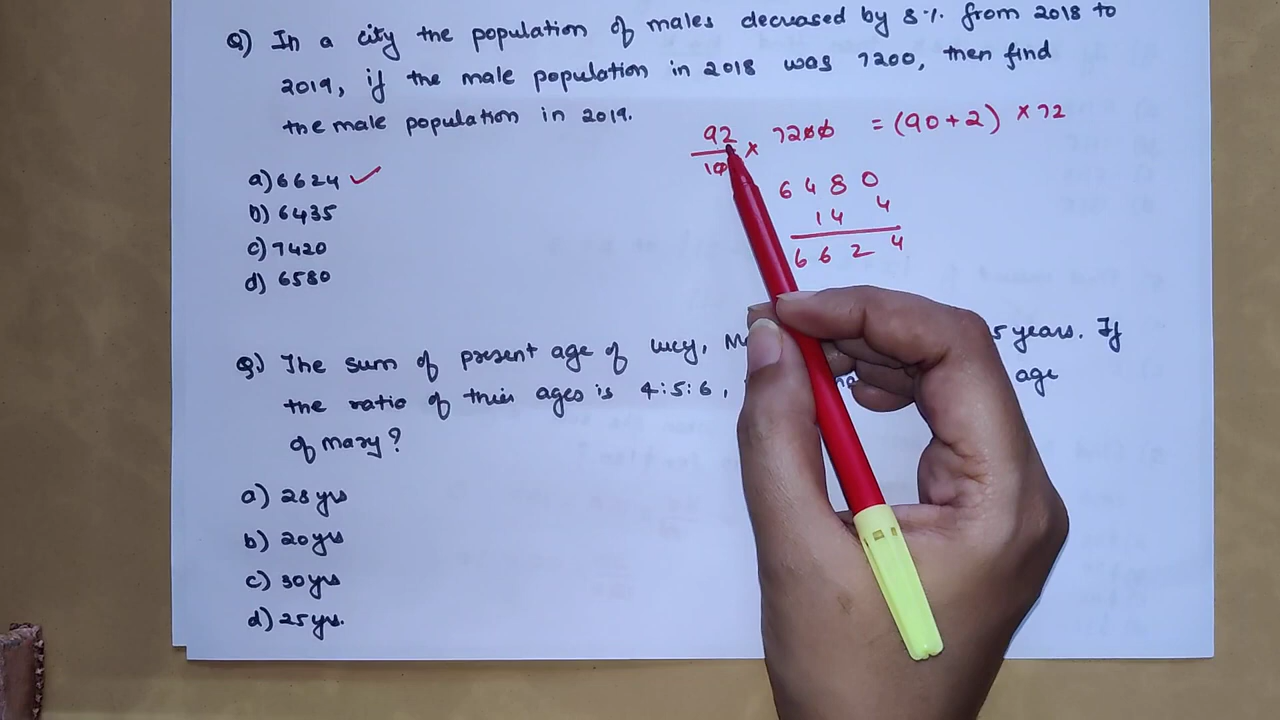 Q) In a city the population of males decreased by 8%. from 2018 to
2019, if the male population in 2018 was 7200, then find
the male population in 2019.
92/10 x 7200 = (90+2) x 72
a) 6624 ✓
b) 6435
c) 7420
d) 6580
6480
14 4
6624
Q. The sum of present age of lucy, 5 years. If
the ratio of their ages is 4:5:6, age
of mary?
a) 28 yrs
b) 20 yrs
c) 30 yrs
d) 25 yrs.